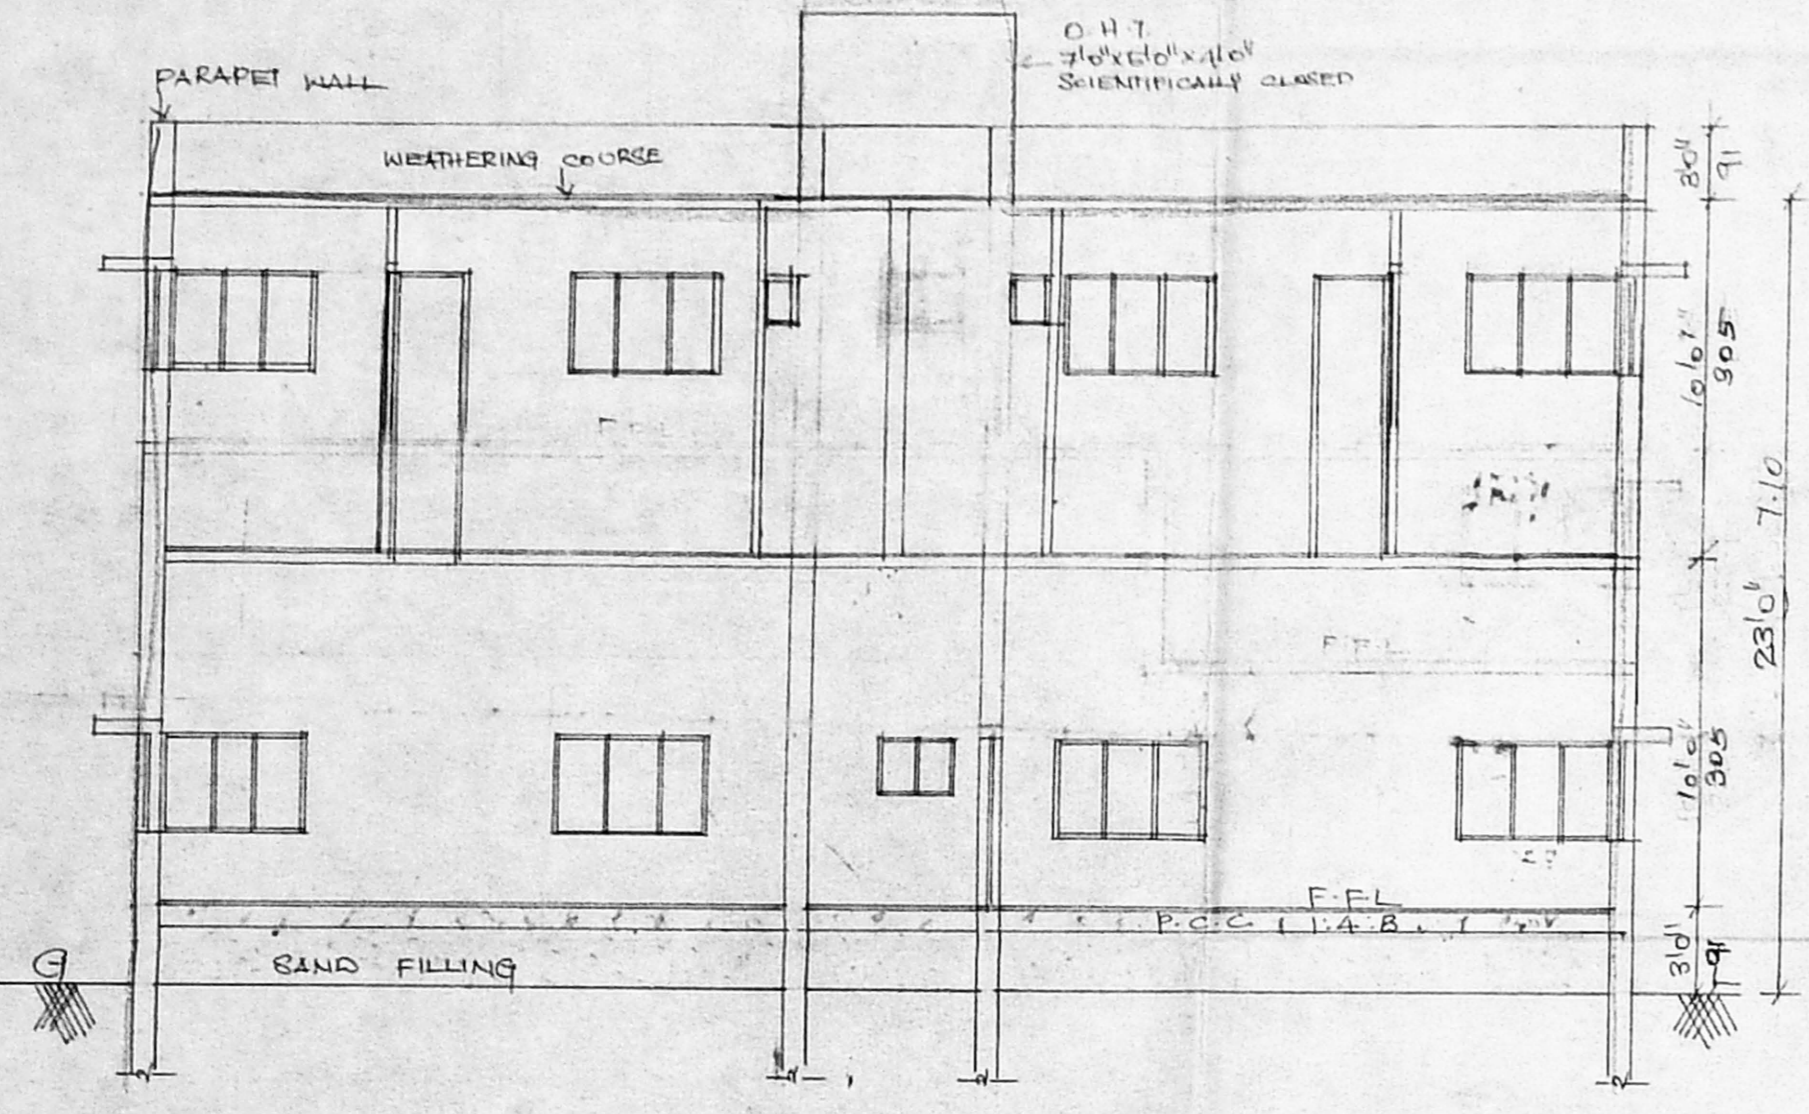 O.H.T.
7'0"x6'0"x4'0"
SCIENTIFICALLY CLOSED
PARAPET WALL
WEATHERING COURSE
3'0"
91
10'0"
305
23'0" 7.10
F.F.L
10'0"
305
F.F.L
P.C.C
3'0"
91
G
SAND FILLING